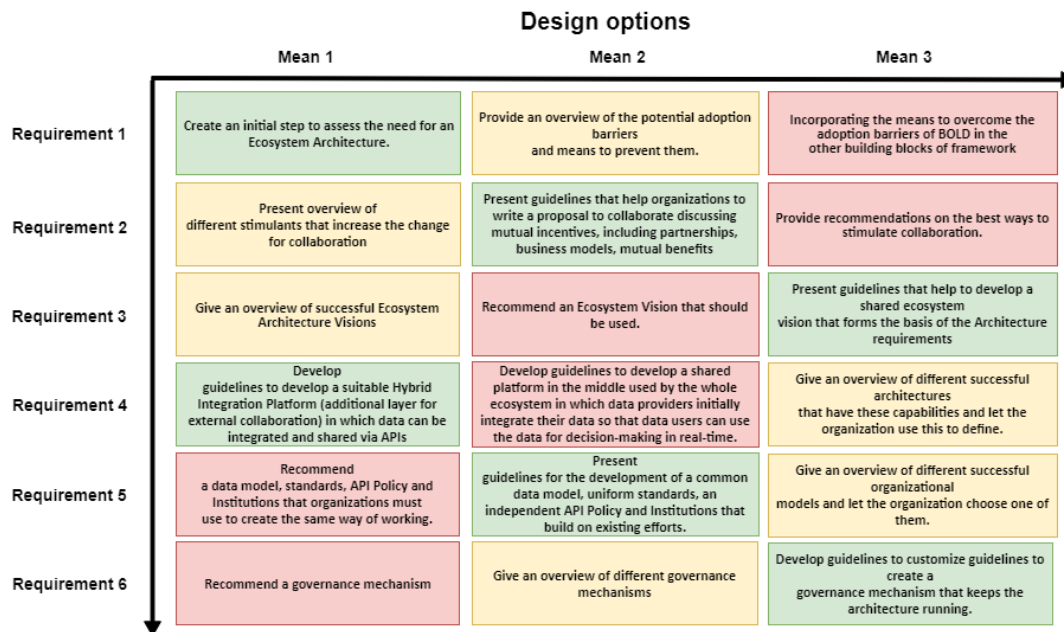 Design options
Mean 1
Mean 2
Mean 3
Requirement 1
Create an initial step to assess the need for an
Ecosystem Architecture.
Provide an overview of the potential adoption
barriers
and means to prevent them.
Incorporating the means to overcome the
adoption barriers of BOLD in the
other building blocks of framework
Requirement 2
Present overview of
different stimulants that increase the change
for collaboration
Present guidelines that help organizations to
write a proposal to collaborate discussing
mutual incentives, including partnerships,
business models, mutual benefits
Provide recommendations on the best ways to
stimulate collaboration.
Requirement 3
Give an overview of successful Ecosystem
Architecture Visions
Recommend an Ecosystem Vision that should
be used.
Present guidelines that help to develop a
shared ecosystem
vision that forms the basis of the Architecture
requirements
Requirement 4
Develop
guidelines to develop a suitable Hybrid
Integration Platform (additional layer for
external collaboration) in which data can be
integrated and shared via APIs
Develop guidelines to develop a shared
platform in the middle used by the whole
ecosystem in which data providers initially
integrate their data so that data users can use
the data for decision-making in real-time.
Give an overview of different successful
architectures
that have these capabilities and let the
organization use this to define.
Requirement 5
Recommend
a data model, standards, API Policy and
Institutions that organizations must
use to create the same way of working.
Present
guidelines for the development of a common
data model, uniform standards, an
independent API Policy and Institutions that
build on existing efforts.
Give an overview of different successful
organizational
models and let the organization choose one of
them.
Requirement 6
Recommend a governance mechanism
Give an overview of different governance
mechanisms
Develop guidelines to customize guidelines to
create a
governance mechanism that keeps the
architecture running.